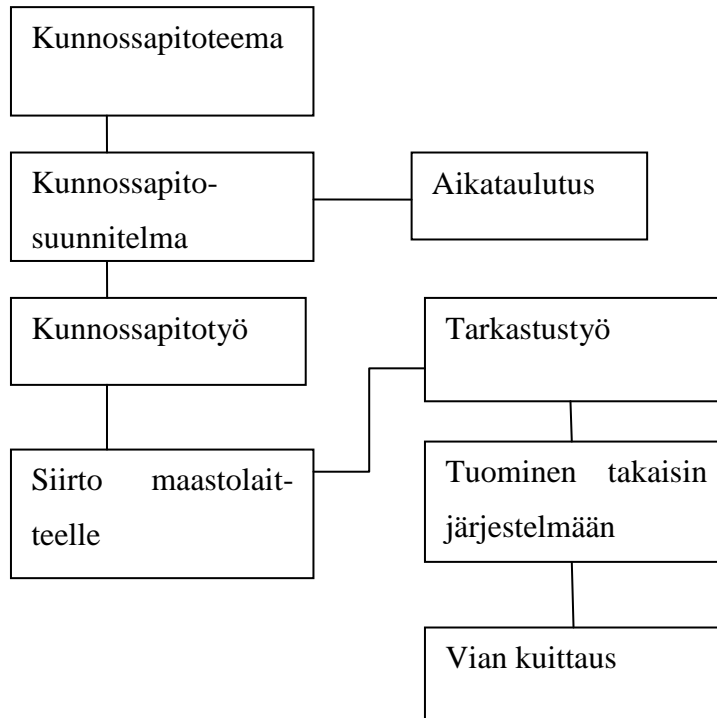 Kunnossapitoteema
Kunnossapito-
suunnitelma
Aikataulutus
Kunnossapitotyö
Siirto maastolait-
teelle
Tarkastustyö
Tuominen takaisin
järjestelmään
Vian kuittaus